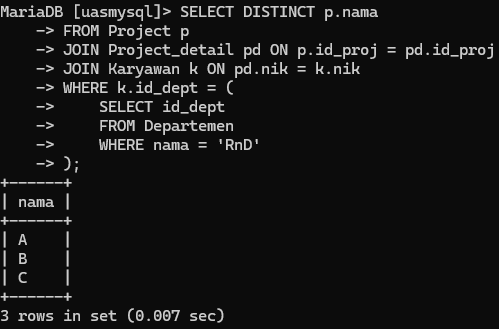 MariaDB [uasmysql]> SELECT DISTINCT p.nama
    -> FROM Project p
    -> JOIN Project_detail pd ON p.id_proj = pd.id_proj
    -> JOIN Karyawan k ON pd.nik = k.nik
    -> WHERE k.id_dept = (
    ->     SELECT id_dept
    ->     FROM Departemen
    ->     WHERE nama = 'RnD'
    -> );
+------+
| nama |
+------+
| A    |
| B    |
| C    |
+------+
3 rows in set (0.007 sec)